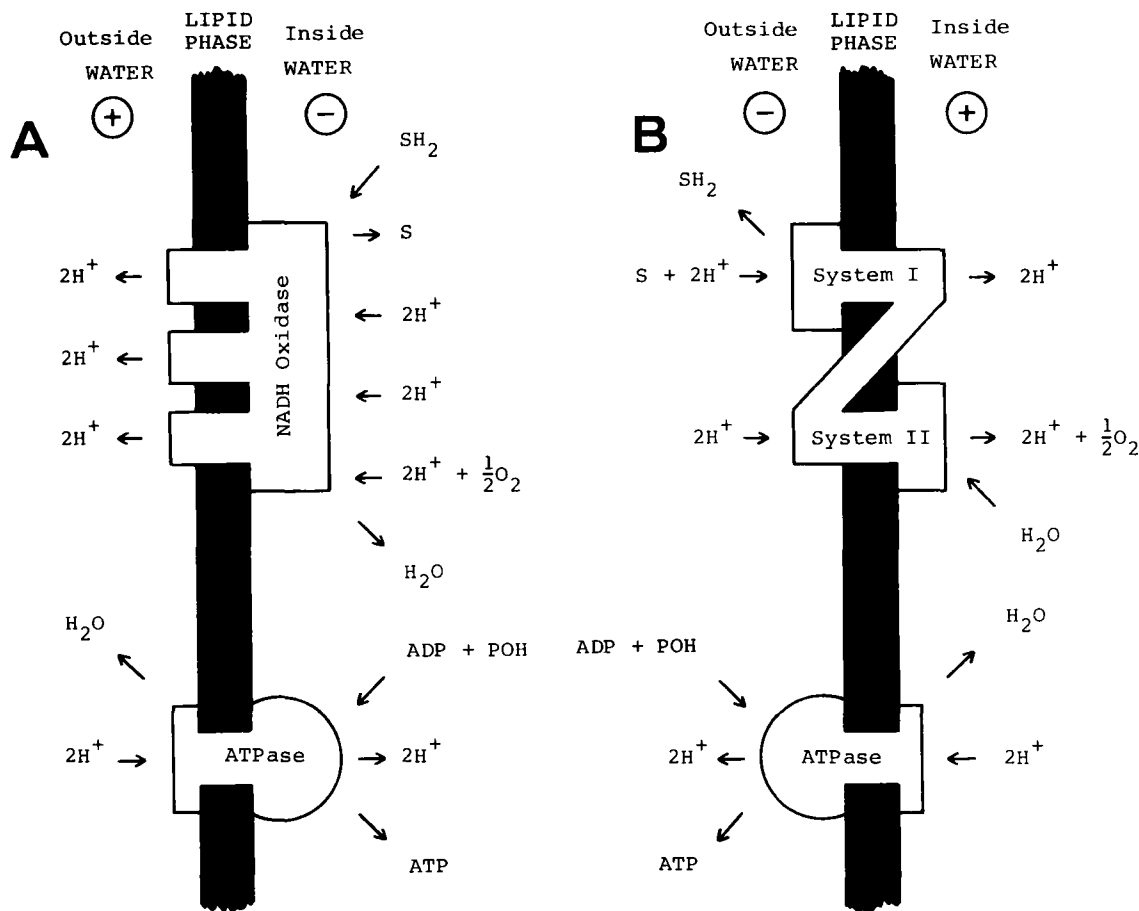 A
Outside
WATER
+
LIPID
PHASE
Inside
WATER
−
SH₂
S
2H⁺
2H⁺
2H⁺
NADH Oxidase
2H⁺
2H⁺
2H⁺ + ½O₂
H₂O
H₂O
ADP + POH
2H⁺
ATPase
2H⁺
ATP
B
Outside
WATER
−
LIPID
PHASE
Inside
WATER
+
SH₂
S + 2H⁺
System I
2H⁺
2H⁺
System II
2H⁺ + ½O₂
H₂O
H₂O
ADP + POH
2H⁺
ATPase
2H⁺
ATP